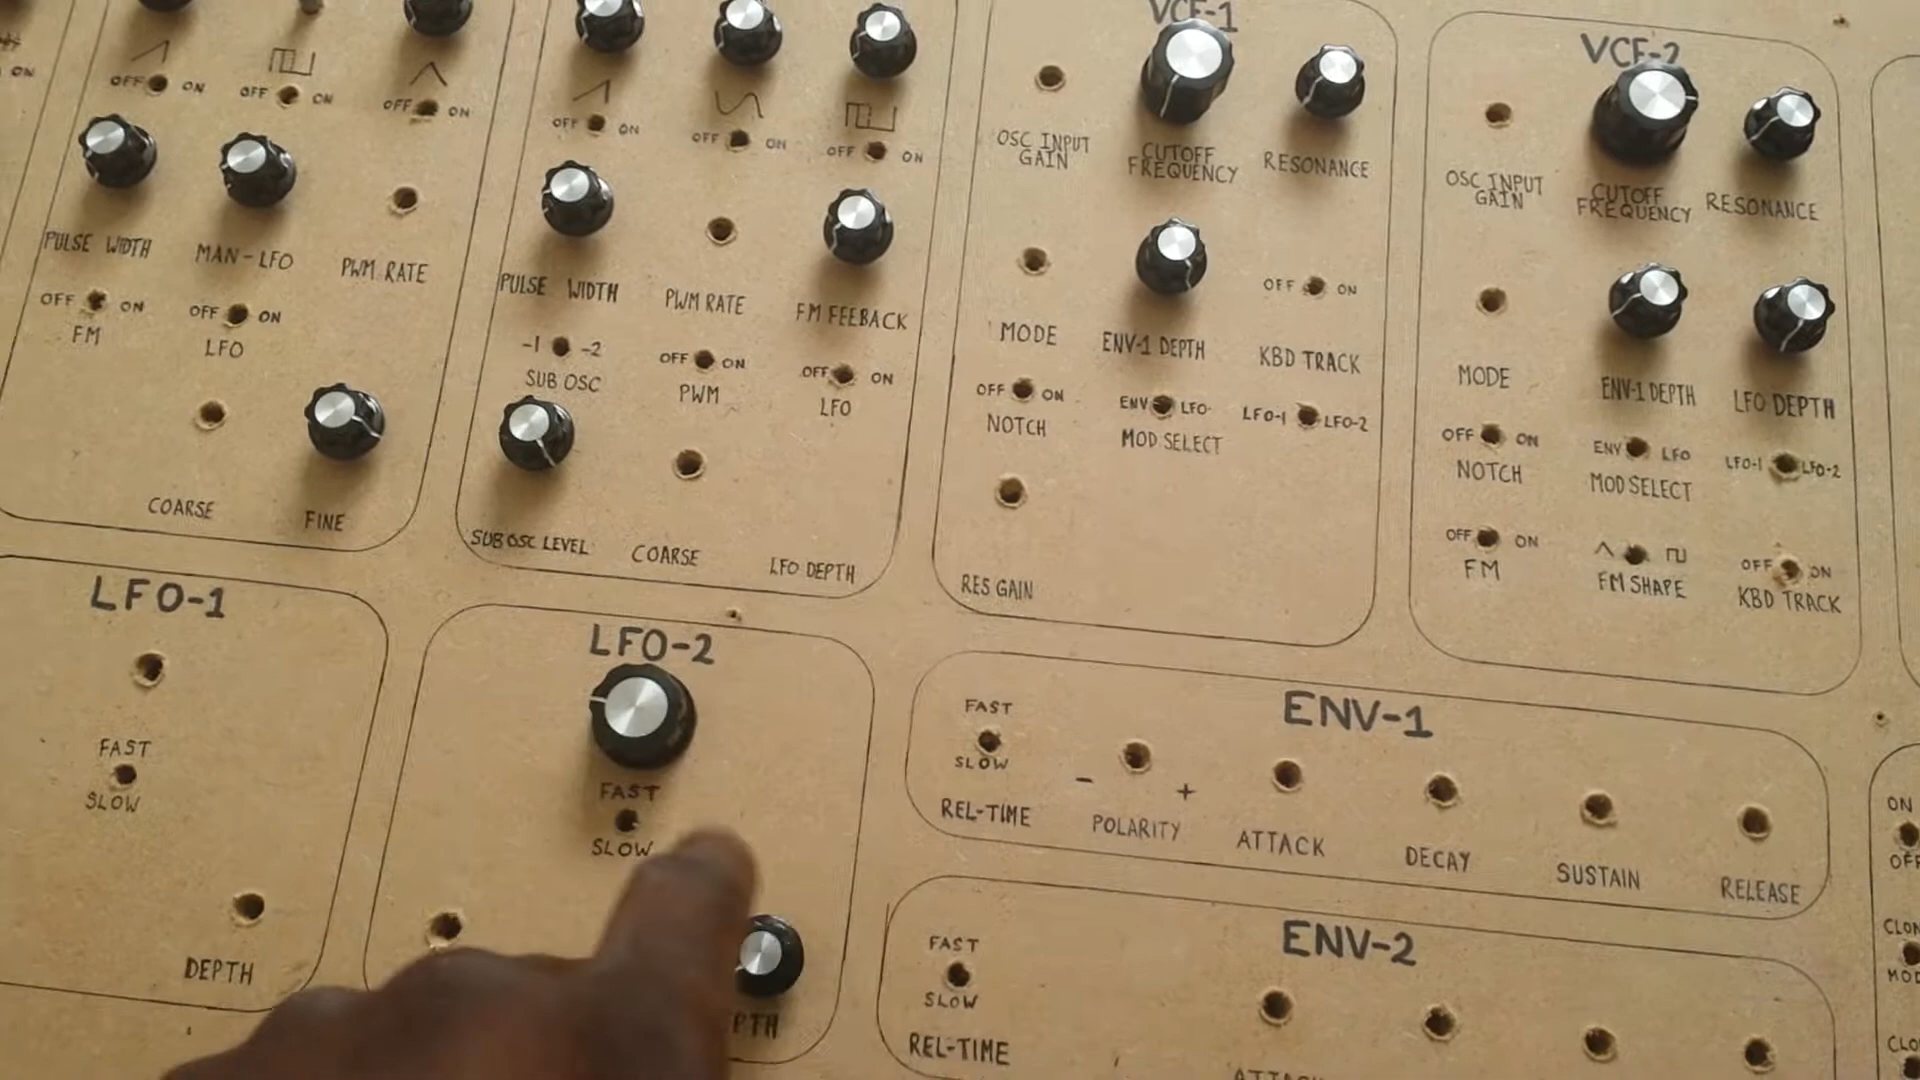 ON
OFF ON
OFF ON
OFF ON
PULSE WIDTH
MAN-LFO
PWM RATE
OFF ON
FM
OFF ON
LFO
COARSE
FINE
OFF ON
OFF ON
OFF ON
PULSE WIDTH
PWM RATE
FM FEEBACK
-1 -2
SUB OSC
OFF ON
PWM
OFF ON
LFO
SUB OSC LEVEL
COARSE
LFO DEPTH
VCF-1
OSC INPUT
GAIN
CUTOFF
FREQUENCY
RESONANCE
MODE
ENV-1 DEPTH
OFF ON
KBD TRACK
OFF ON
NOTCH
ENV LFO
MOD SELECT
LFO-1 LFO-2
RES GAIN
VCF-2
OSC INPUT
GAIN
CUTOFF
FREQUENCY
RESONANCE
MODE
ENV-1 DEPTH
LFO DEPTH
OFF ON
NOTCH
ENV LFO
MOD SELECT
LFO-1 LFO-2
OFF ON
FM
FM SHAPE
OFF ON
KBD TRACK
LFO-1
FAST
SLOW
DEPTH
LFO-2
FAST
SLOW
PTH
ENV-1
FAST
SLOW
REL-TIME
- +
POLARITY
ATTACK
DECAY
SUSTAIN
RELEASE
ENV-2
FAST
SLOW
REL-TIME
ON